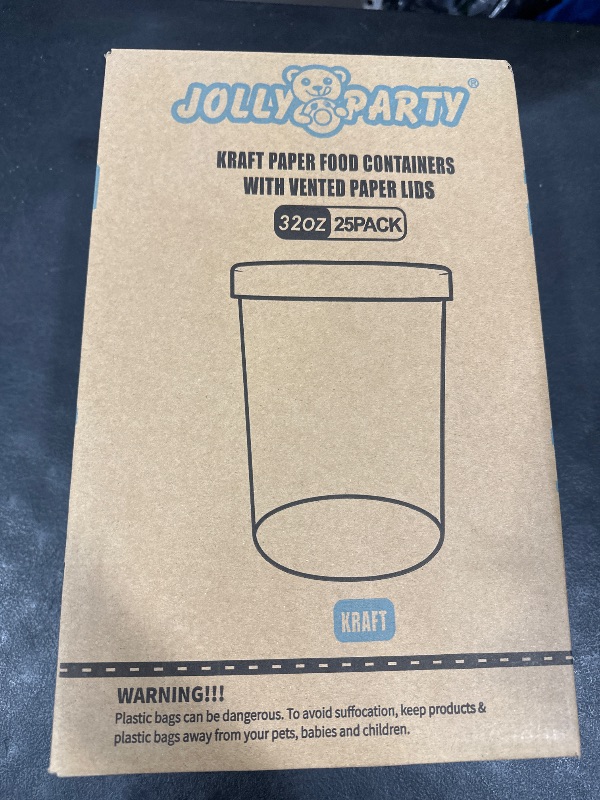 JOLLY PARTY®
KRAFT PAPER FOOD CONTAINERS
WITH VENTED PAPER LIDS
32OZ 25PACK
KRAFT
WARNING!!!
Plastic bags can be dangerous. To avoid suffocation, keep products &
plastic bags away from your pets, babies and children.